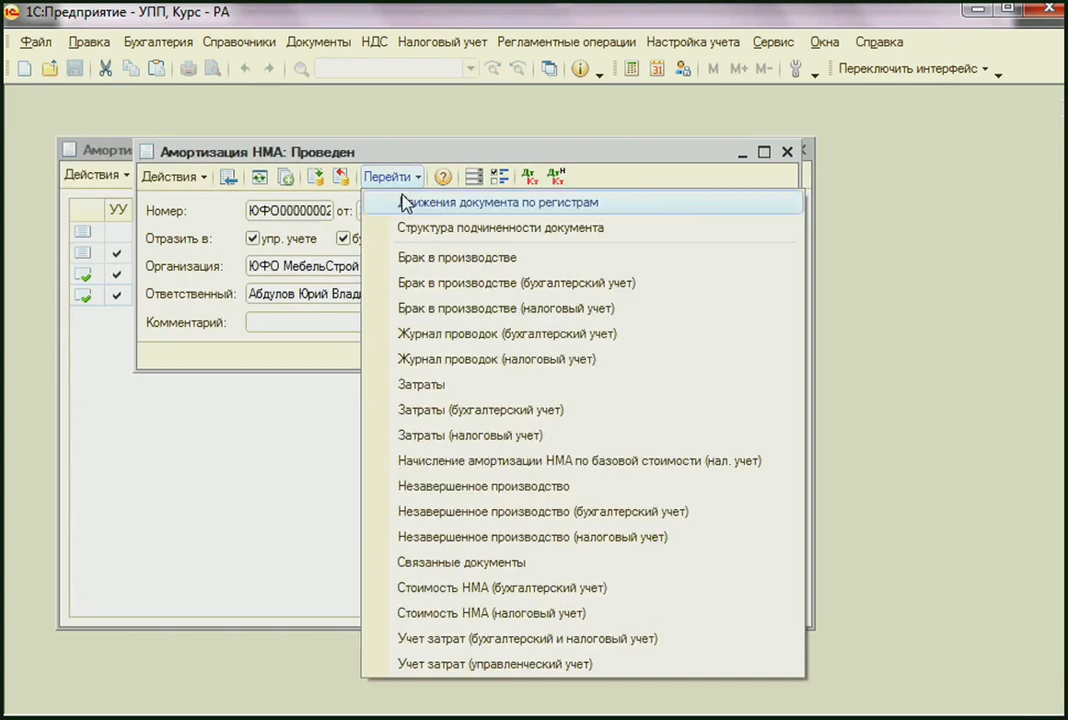 1С:Предприятие - УПП, Курс - РА
Файл Правка Бухгалтерия Справочники Документы НДС Налоговый учет Регламентные операции Настройка учета Сервис Окна Справка
M M+ M- Переключить интерфейс
Амортизация НМА: Проведен
Действия Действия Перейти
УУ
Номер: ЮФО00000002 от:
Отразить в: упр. учете
Организация: ЮФО МебельСтрой
Ответственный: Абдулов Юрий
Комментарий:
документа по регистрам
Структура подчиненности документа
Брак в производстве
Брак в производстве (бухгалтерский учет)
Брак в производстве (налоговый учет)
Журнал проводок (бухгалтерский учет)
Журнал проводок (налоговый учет)
Затраты
Затраты (бухгалтерский учет)
Затраты (налоговый учет)
Начисление амортизации НМА по базовой стоимости (нал. учет)
Незавершенное производство
Незавершенное производство (бухгалтерский учет)
Незавершенное производство (налоговый учет)
Связанные документы
Стоимость НМА (бухгалтерский учет)
Стоимость НМА (налоговый учет)
Учет затрат (бухгалтерский и налоговый учет)
Учет затрат (управленческий учет)